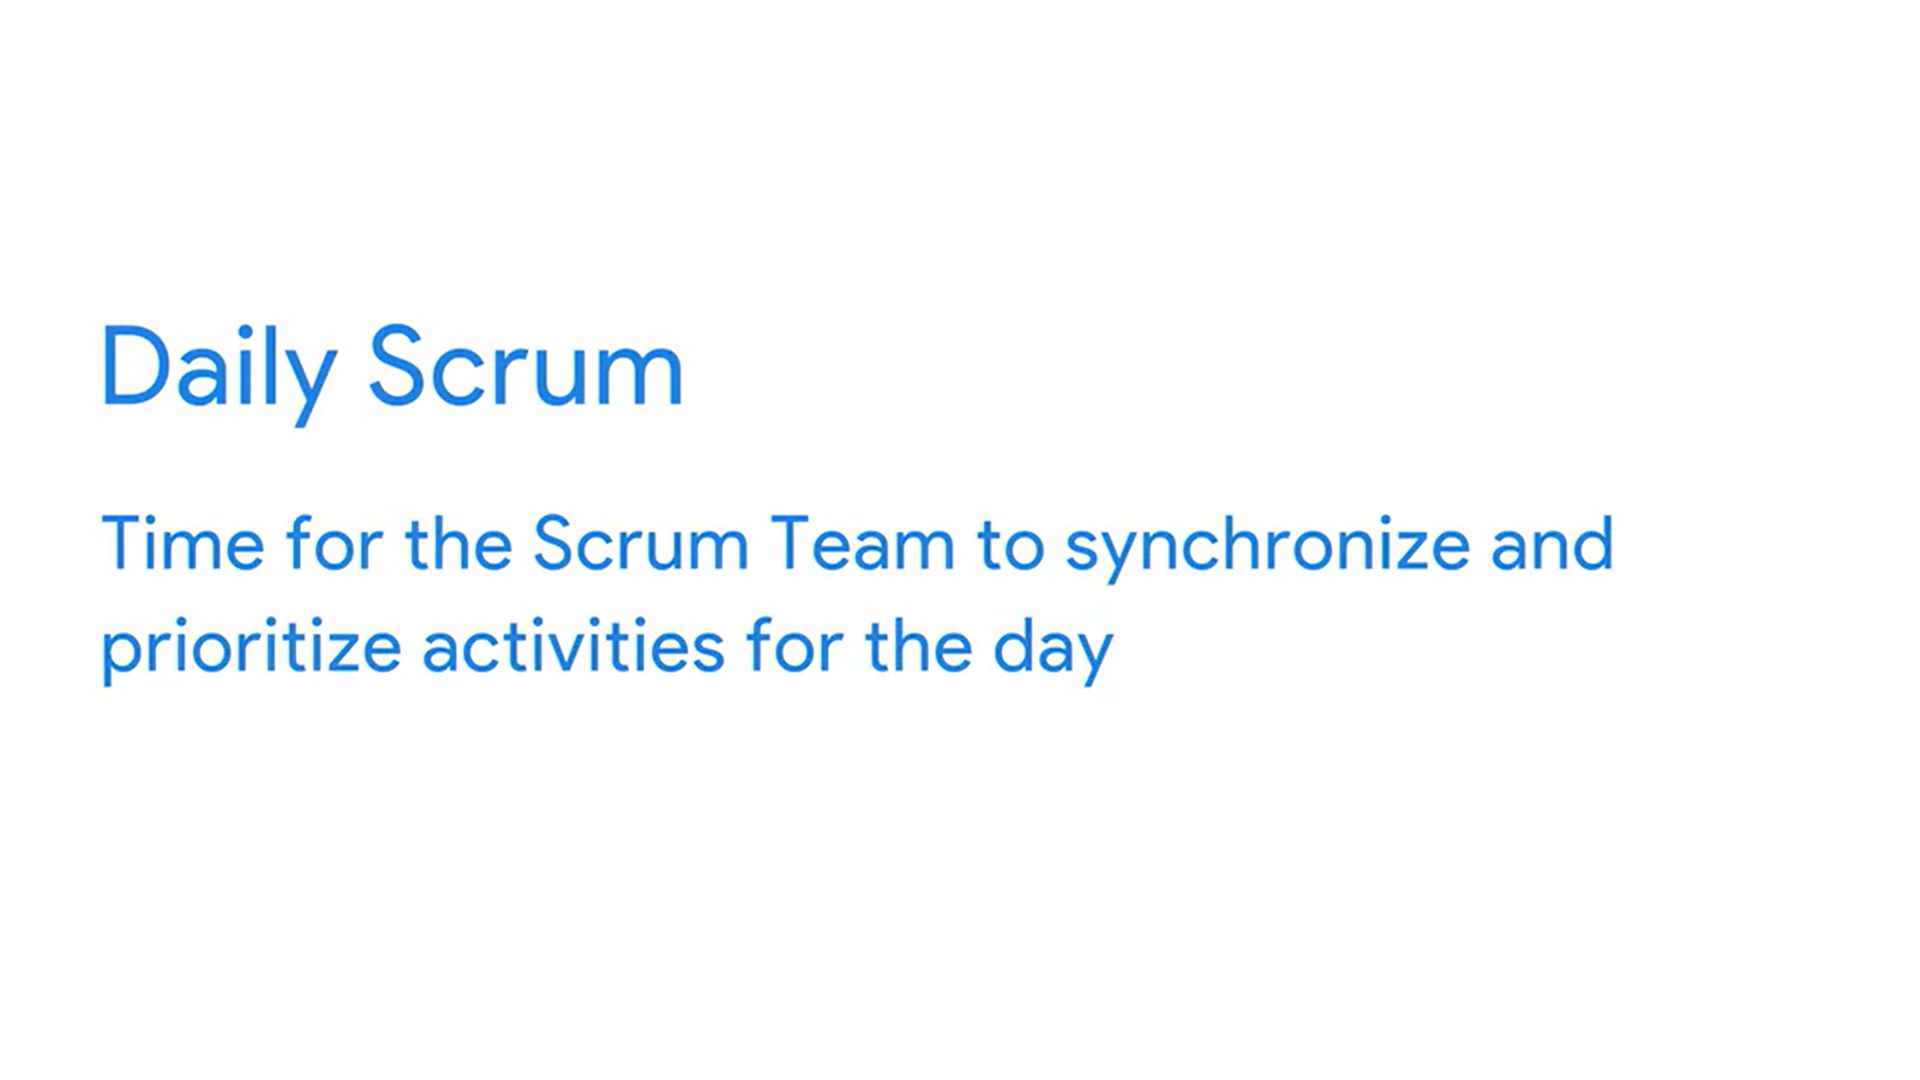 Daily Scrum
Time for the Scrum Team to synchronize and
prioritize activities for the day